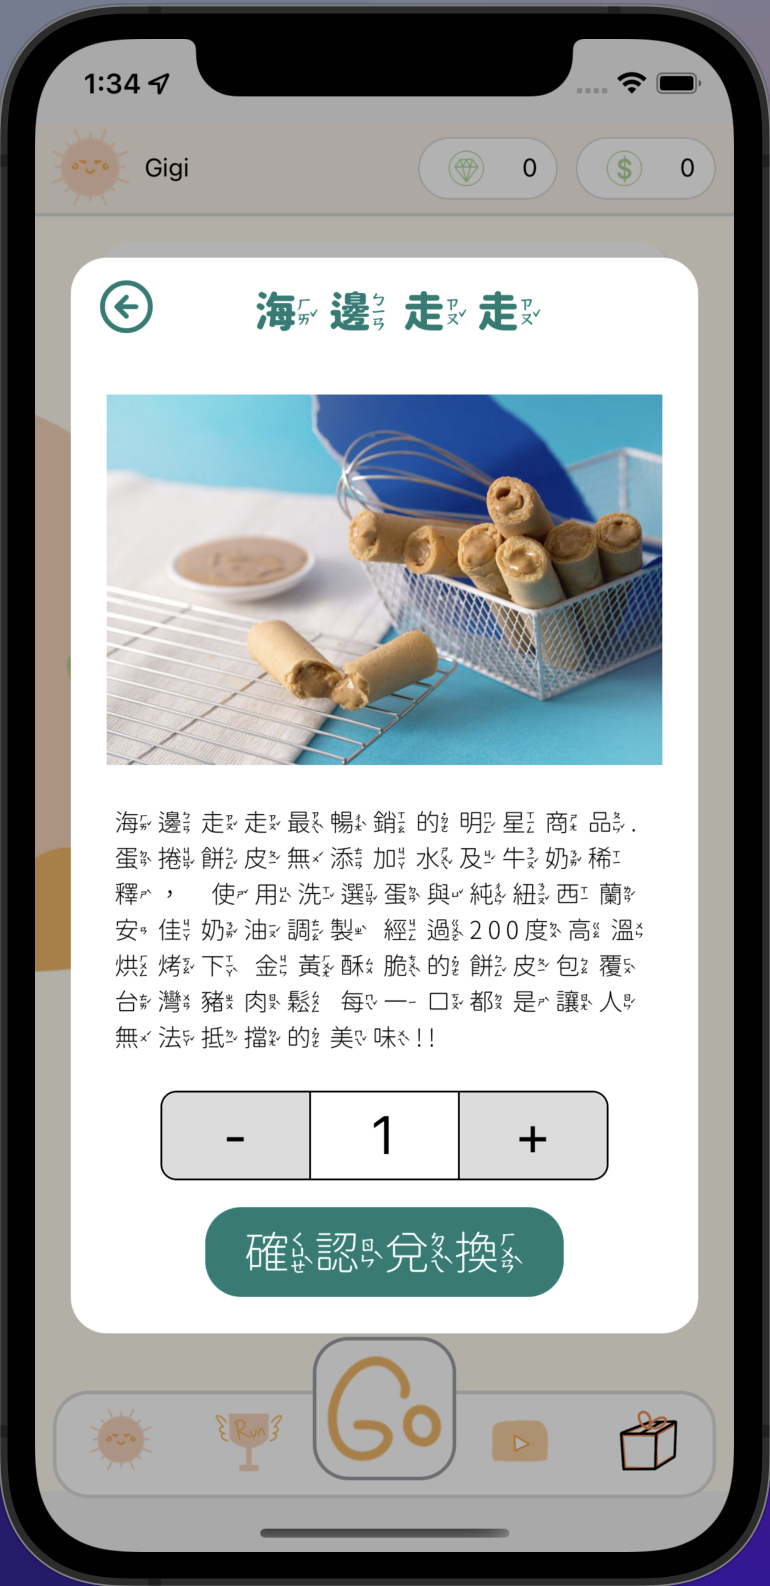 1:34
Gigi
0
0
海邊走走
海邊走走最暢銷的明星商品.
蛋捲餅皮無添加水及牛奶稀
釋， 使用洗選蛋與純紐西蘭
安佳奶油調製 經過200度高溫
烘烤下 金黃酥脆的餅皮包覆
台灣豬肉鬆 每一口都是讓人
無法抵擋的美味!!
-
1
+
確認兌換
Run
Go